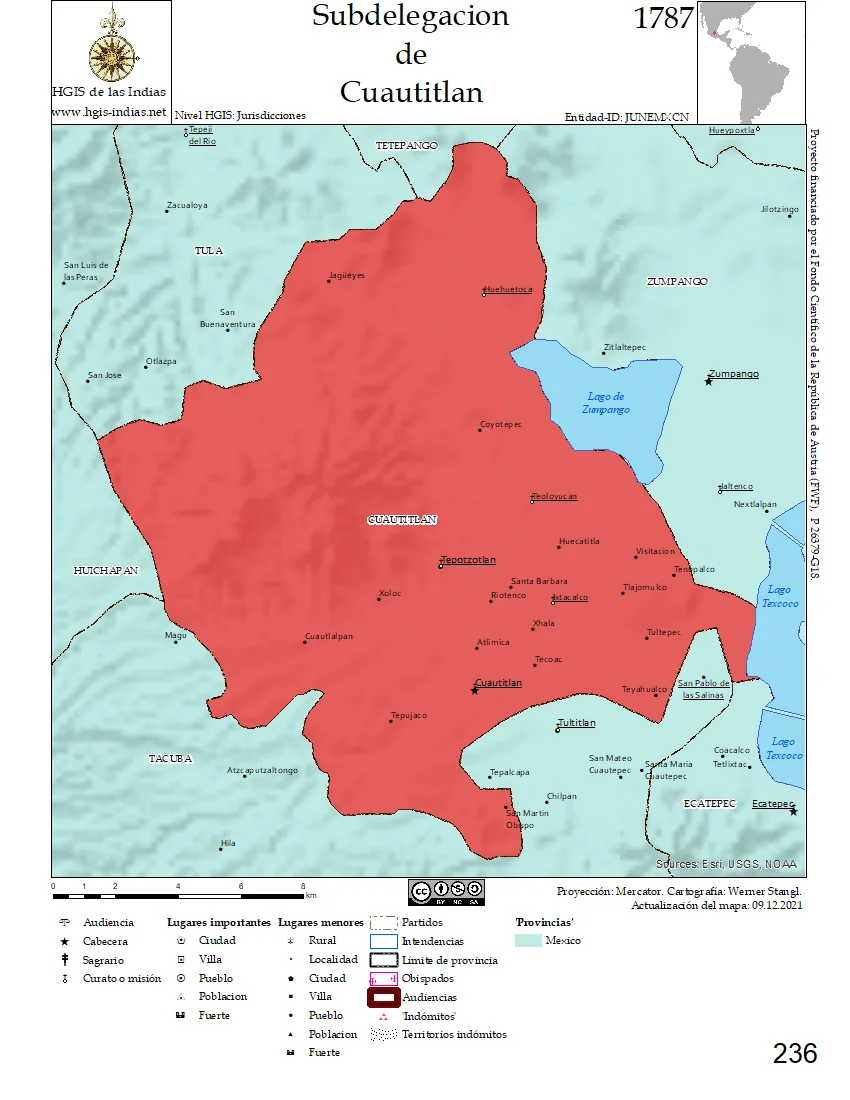 Subdelegacion
de
Cuautitlan
1787
HGIS de las Indias
www.hgis-indias.net
Nivel HGIS: Jurisdicciones
Entidad-ID: JUNEMXCN
Tepeji
del Rio
TETEPANGO
Hueypoxtla
Zacualoya
Jilotzingo
TULA
San Luis de
las Peras
Jagüeyes
Huehuetoca
ZUMPANGO
San
Buenaventura
Zitlaltepec
Otlazpa
San Jose
Zumpango
Lago de
Zumpango
Coyotepec
Teoloyucan
Jaltenco
Nextlalpan
CUAUTITLAN
Huecatitla
Visitacion
Tepotzotlan
HUICHAPAN
Tenopalco
Santa Barbara
Tlajomulco
Lago
Texcoco
Xoloc
Riotenco
Ixtacalco
Xhala
Magu
Cuautlalpan
Tultepec
Atlimica
Tecoac
Cuautitlan
San Pablo de
las Salinas
Teyahualco
Tepujaco
Tultitlan
Lago
Texcoco
TACUBA
Atzcaputzaltongo
Tepalcapa
San Mateo
Cuautepec
Santa Maria
Cuautepec
Coacalco
Tetlixtac
Chilpan
ECATEPEC
Ecatepec
San Martin
Obispo
Hila
Sources: Esri, USGS, NOAA
Proyecto financiado por el Fondo Científico de la República de Austria (FWF), P 26379-G18.
0 1 2 4 6 8
km
CC BY NC SA
Proyección: Mercator. Cartografía: Werner Stangl.
Actualización del mapa: 09.12.2021
Audiencia
Cabecera
Sagrario
Curato o misión
Lugares importantes
Ciudad
Villa
Pueblo
Poblacion
Fuerte
Lugares menores
Rural
Localidad
Ciudad
Villa
Pueblo
Poblacion
Fuerte
Partidos
Intendencias
Límite de provincia
Obispados
Audiencias
'Indómitos'
Territorios indómitos
'Provincias'
Mexico
236